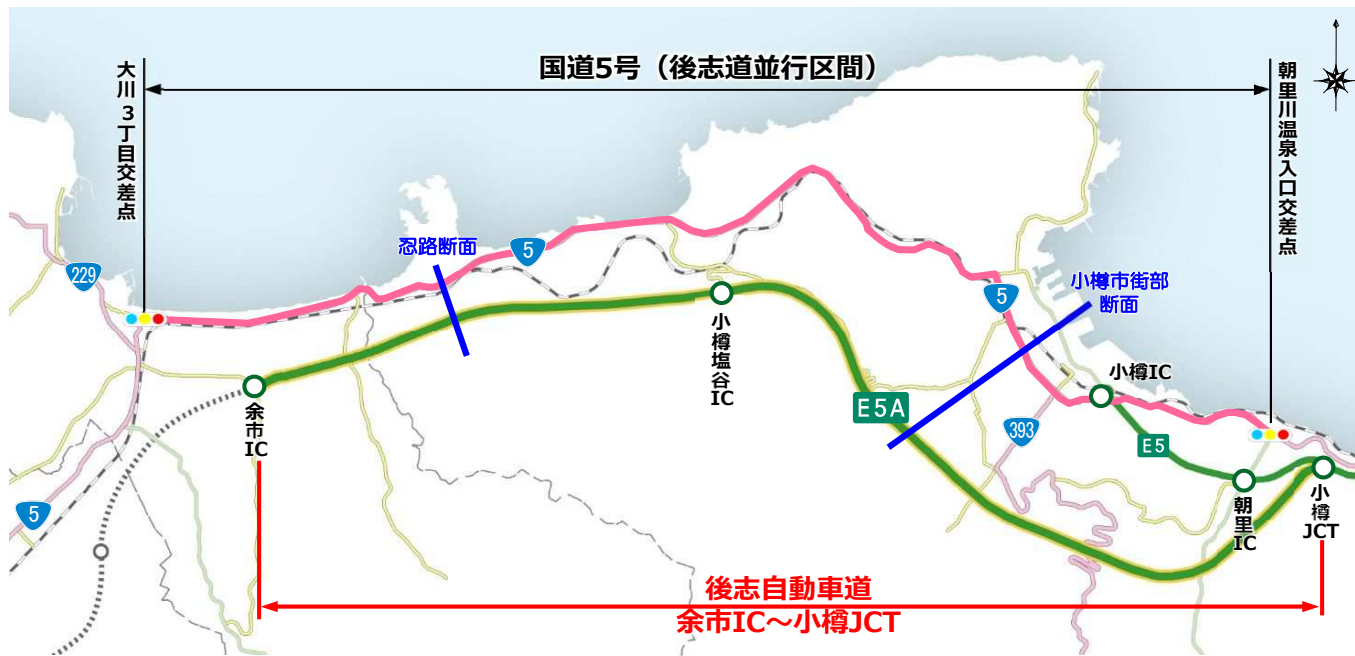 国道5号（後志道並行区間）
大川３丁目交差点
朝里川温泉入口交差点
忍路断面
5
229
小樽市街部
断面
5
小樽塩谷IC
小樽IC
余市IC
E5A
393
E5
朝里IC
小樽JCT
5
後志自動車道
余市IC～小樽JCT